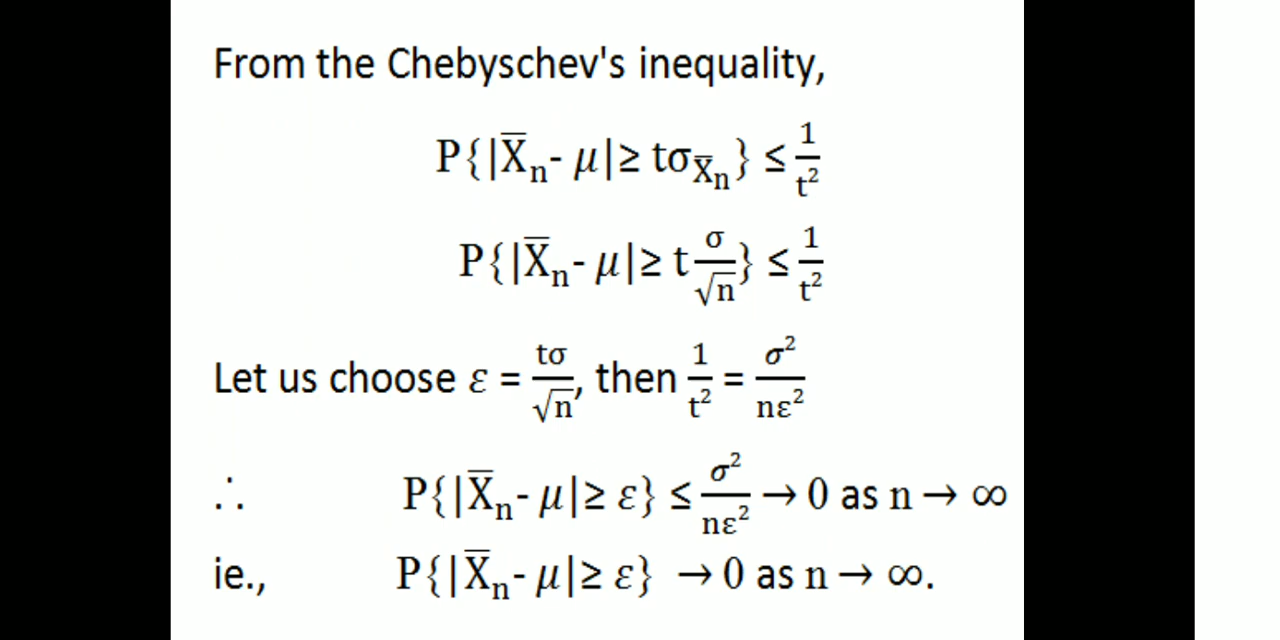 From the Chebyschev's inequality,
P{|X̅ₙ- μ|≥ tσ_X̅ₙ} ≤ 1/t²
P{|X̅ₙ- μ|≥ t σ/√n} ≤ 1/t²
Let us choose ε = tσ/√n, then 1/t² = σ²/nε²
∴ P{|X̅ₙ- μ|≥ ε} ≤ σ²/nε² → 0 as n → ∞
ie., P{|X̅ₙ- μ|≥ ε} → 0 as n → ∞.